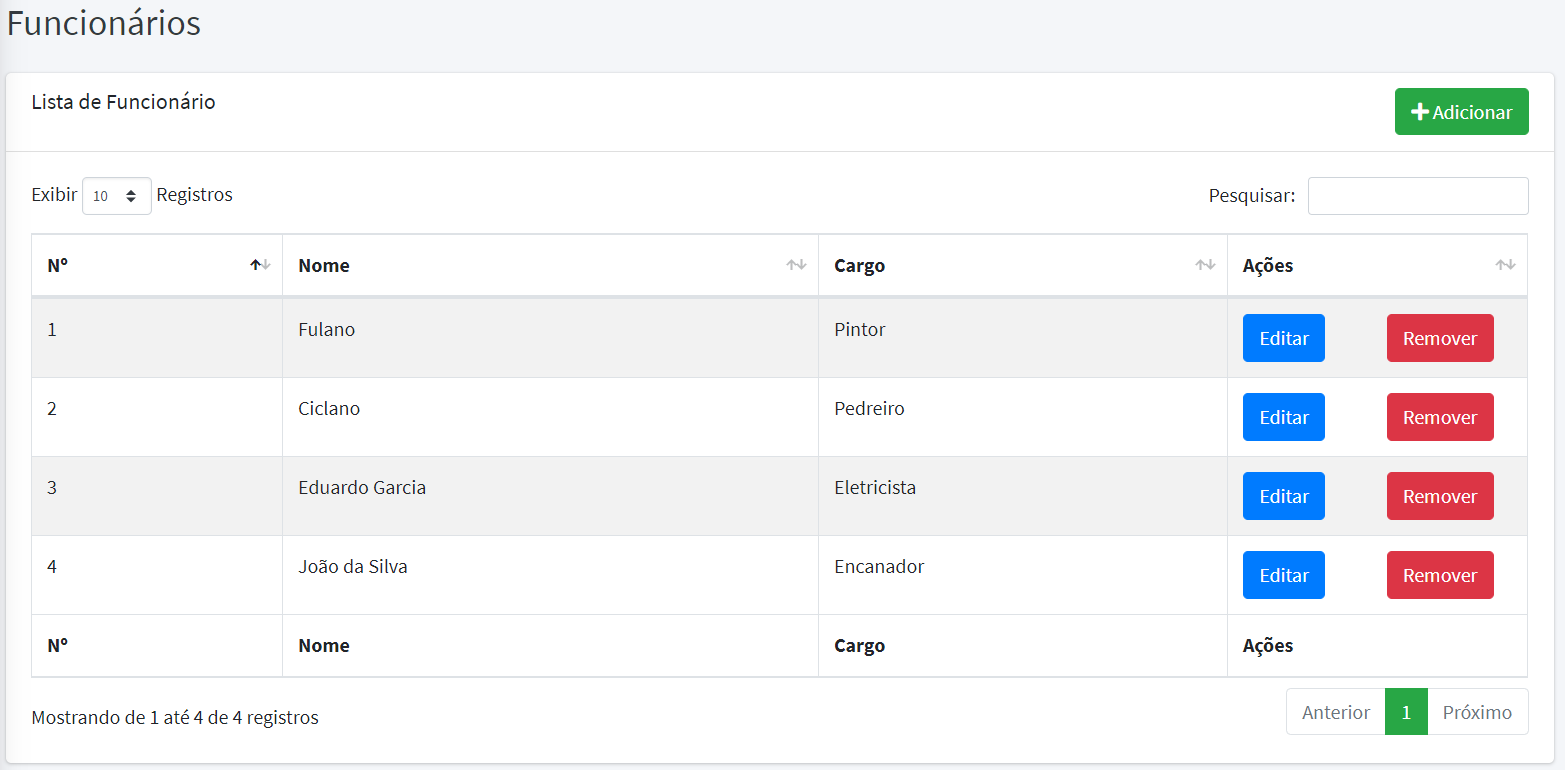 Funcionários
Lista de Funcionário
Adicionar
Exibir 10 Registros
Pesquisar:
Nº Nome Cargo Ações
1 Fulano Pintor Editar Remover
2 Ciclano Pedreiro Editar Remover
3 Eduardo Garcia Eletricista Editar Remover
4 João da Silva Encanador Editar Remover
Nº Nome Cargo Ações
Mostrando de 1 até 4 de 4 registros
Anterior 1 Próximo